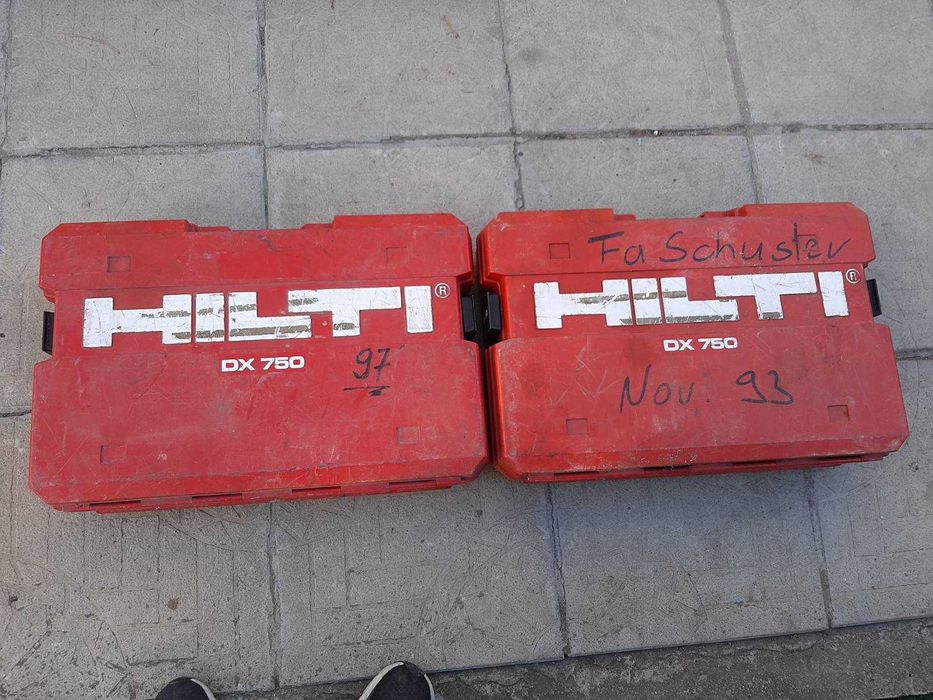 HILTI®
DX 750
97
Fa Schuster
HILTI®
DX 750
Nov. 93